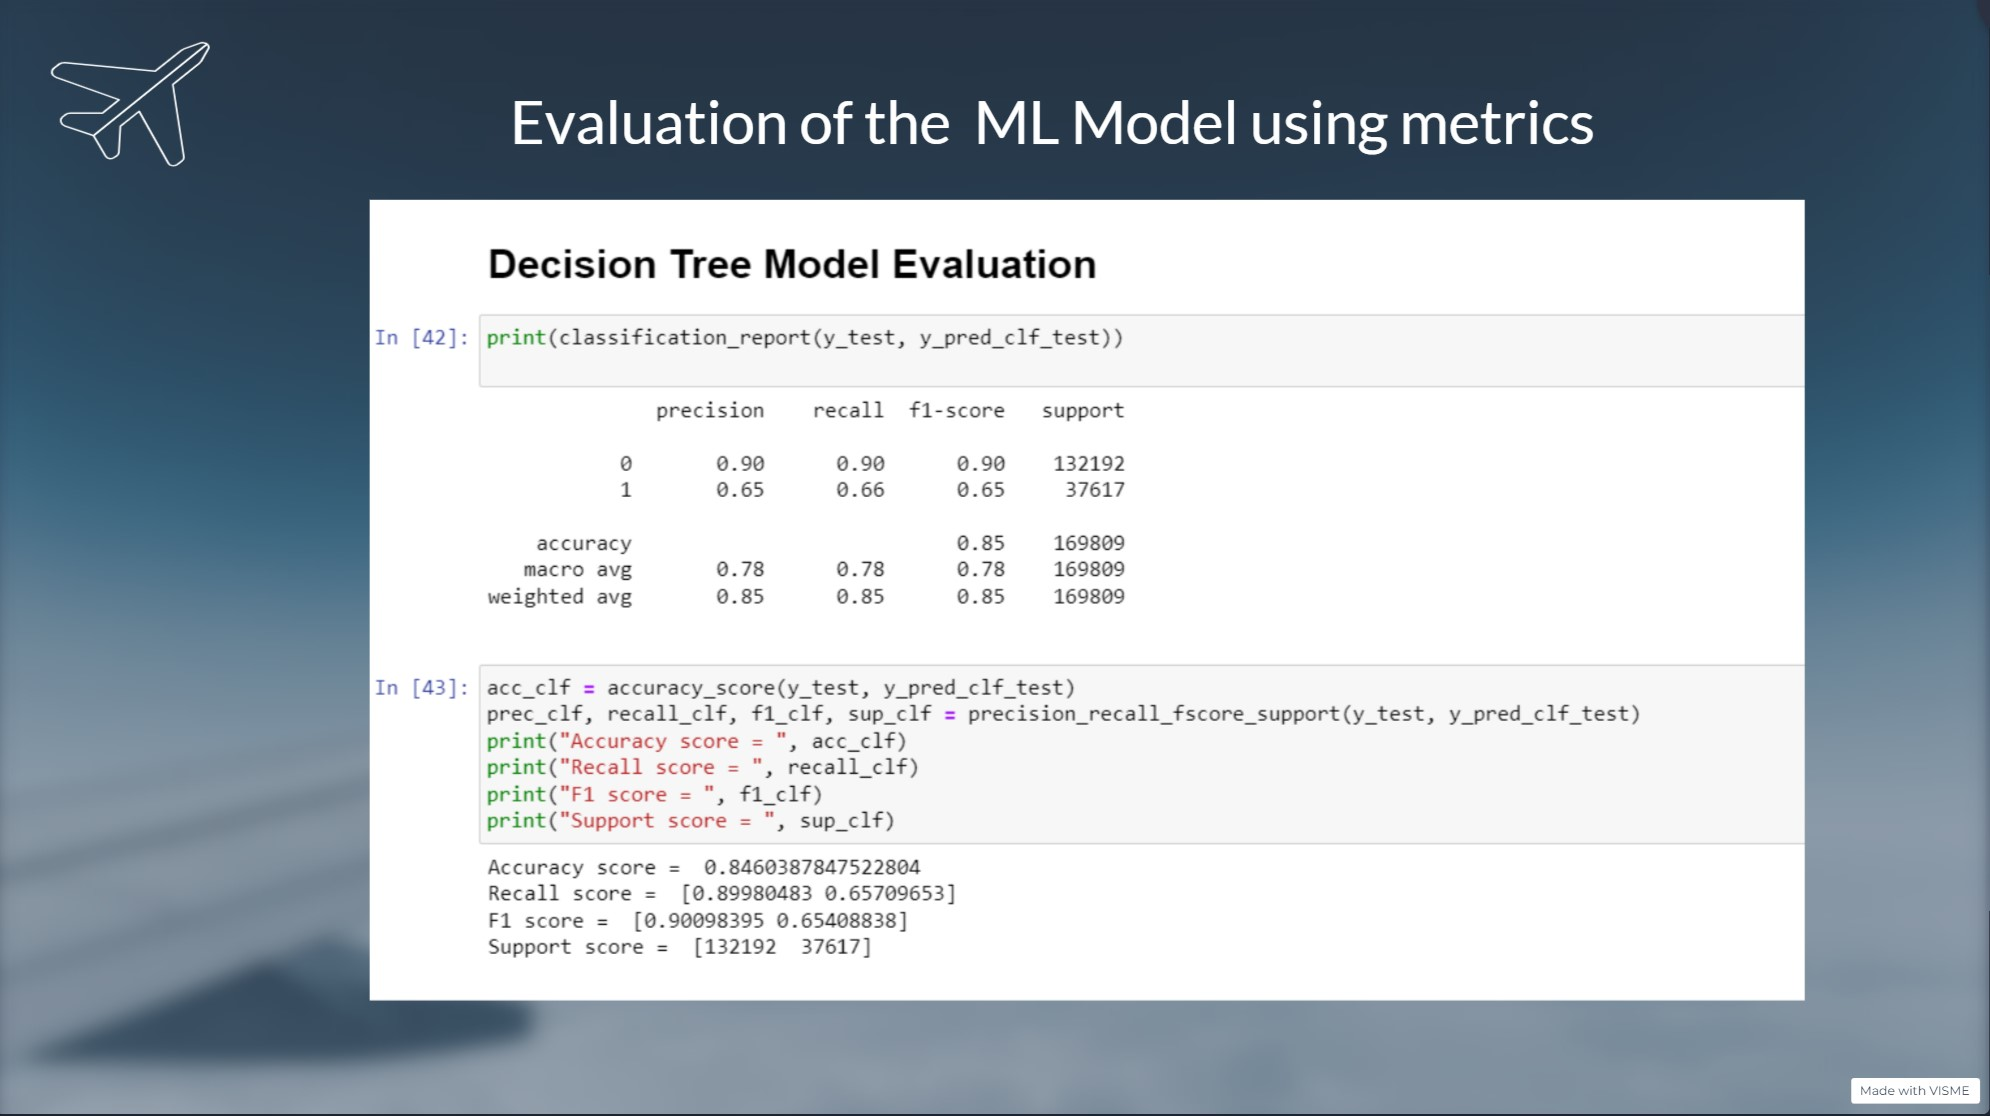 Evaluation of the  ML Model using metrics
Decision Tree Model Evaluation
In [42]: print(classification_report(y_test, y_pred_clf_test))
precision recall f1-score support
0 0.90 0.90 0.90 132192
1 0.65 0.66 0.65 37617
accuracy 0.85 169809
macro avg 0.78 0.78 0.78 169809
weighted avg 0.85 0.85 0.85 169809
In [43]: acc_clf = accuracy_score(y_test, y_pred_clf_test)
prec_clf, recall_clf, f1_clf, sup_clf = precision_recall_fscore_support(y_test, y_pred_clf_test)
print("Accuracy score = ", acc_clf)
print("Recall score = ", recall_clf)
print("F1 score = ", f1_clf)
print("Support score = ", sup_clf)
Accuracy score =  0.8460387847522804
Recall score =  [0.89980483 0.65709653]
F1 score =  [0.90098395 0.65408838]
Support score =  [132192  37617]
Made with VISME